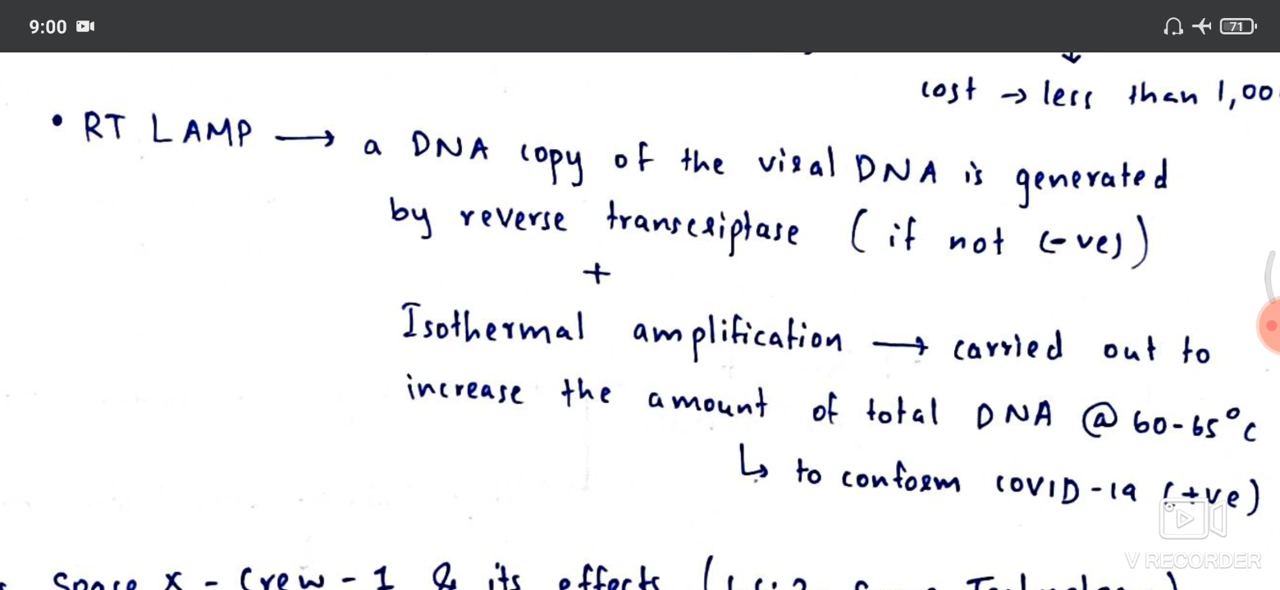 9:00
71
cost → less than 1,00
• RT LAMP → a DNA copy of the viral DNA is generated
by reverse transcriptase (if not (-ve))
+
Isothermal amplification → carried out to
increase the amount of total DNA @ 60-65°C
↳ to conform COVID-19 (+ve)
V RECORDER
Space X - Crew - 1 & its effects